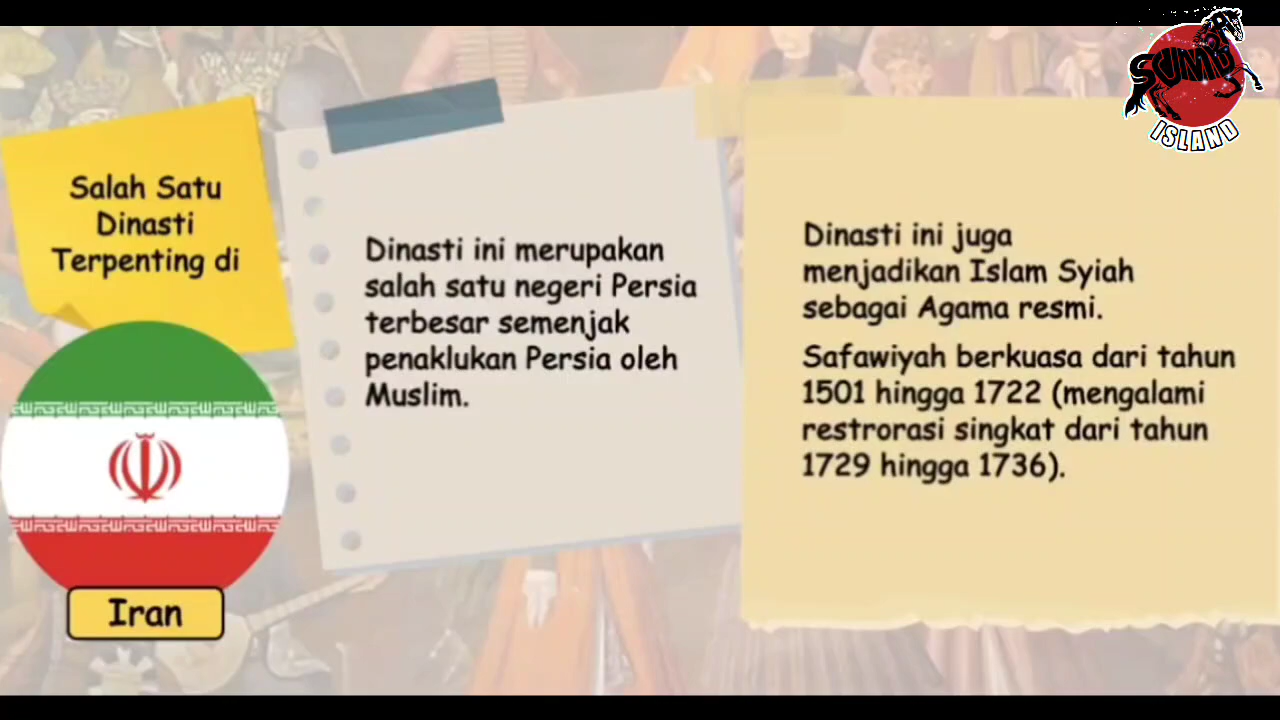 Salah Satu
Dinasti
Terpenting di
Iran
Dinasti ini merupakan
salah satu negeri Persia
terbesar semenjak
penaklukan Persia oleh
Muslim.
Dinasti ini juga
menjadikan Islam Syiah
sebagai Agama resmi.
Safawiyah berkuasa dari tahun
1501 hingga 1722 (mengalami
restrorasi singkat dari tahun
1729 hingga 1736).
SUMBA
ISLAND